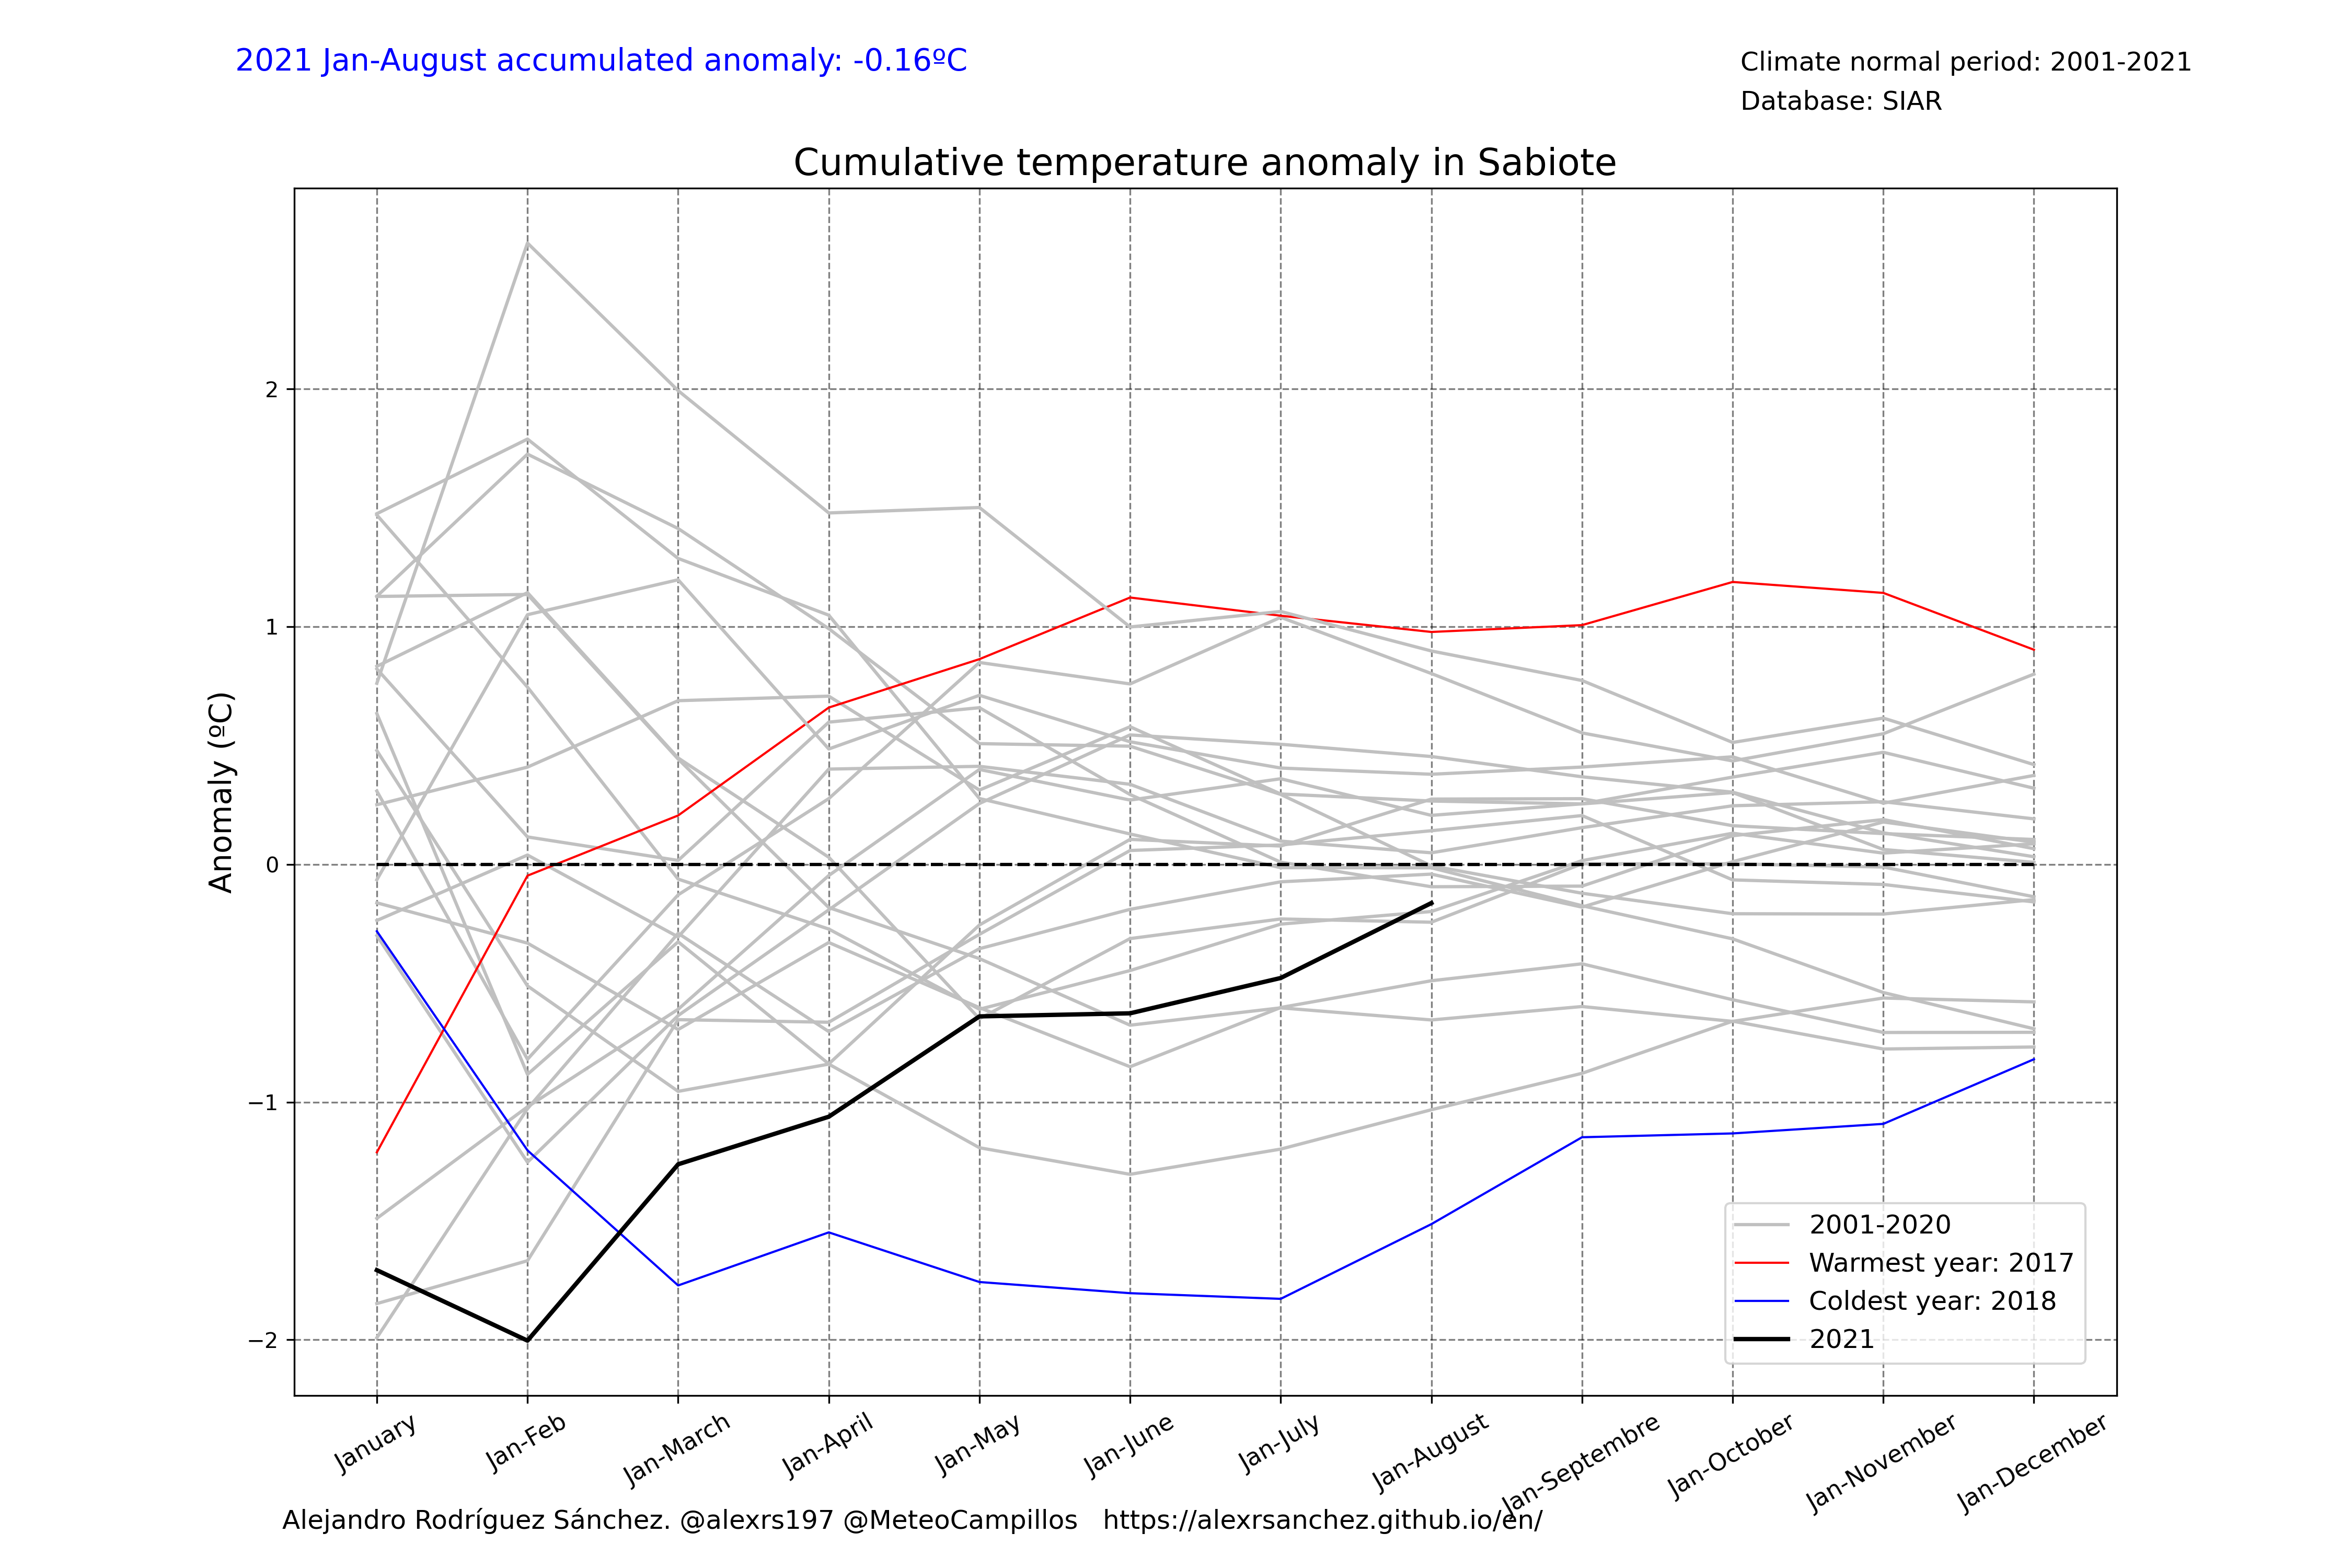 2021 Jan-August accumulated anomaly: -0.16ºC
Climate normal period: 2001-2021
Database: SIAR
Cumulative temperature anomaly in Sabiote
Anomaly (ºC)
2
1
0
−1
−2
2001-2020
Warmest year: 2017
Coldest year: 2018
2021
January
Jan-Feb
Jan-March
Jan-April
Jan-May
Jan-June
Jan-July
Jan-August
Jan-Septembre
Jan-October
Jan-November
Jan-December
Alejandro Rodríguez Sánchez. @alexrs197 @MeteoCampillos   https://alexrsanchez.github.io/en/